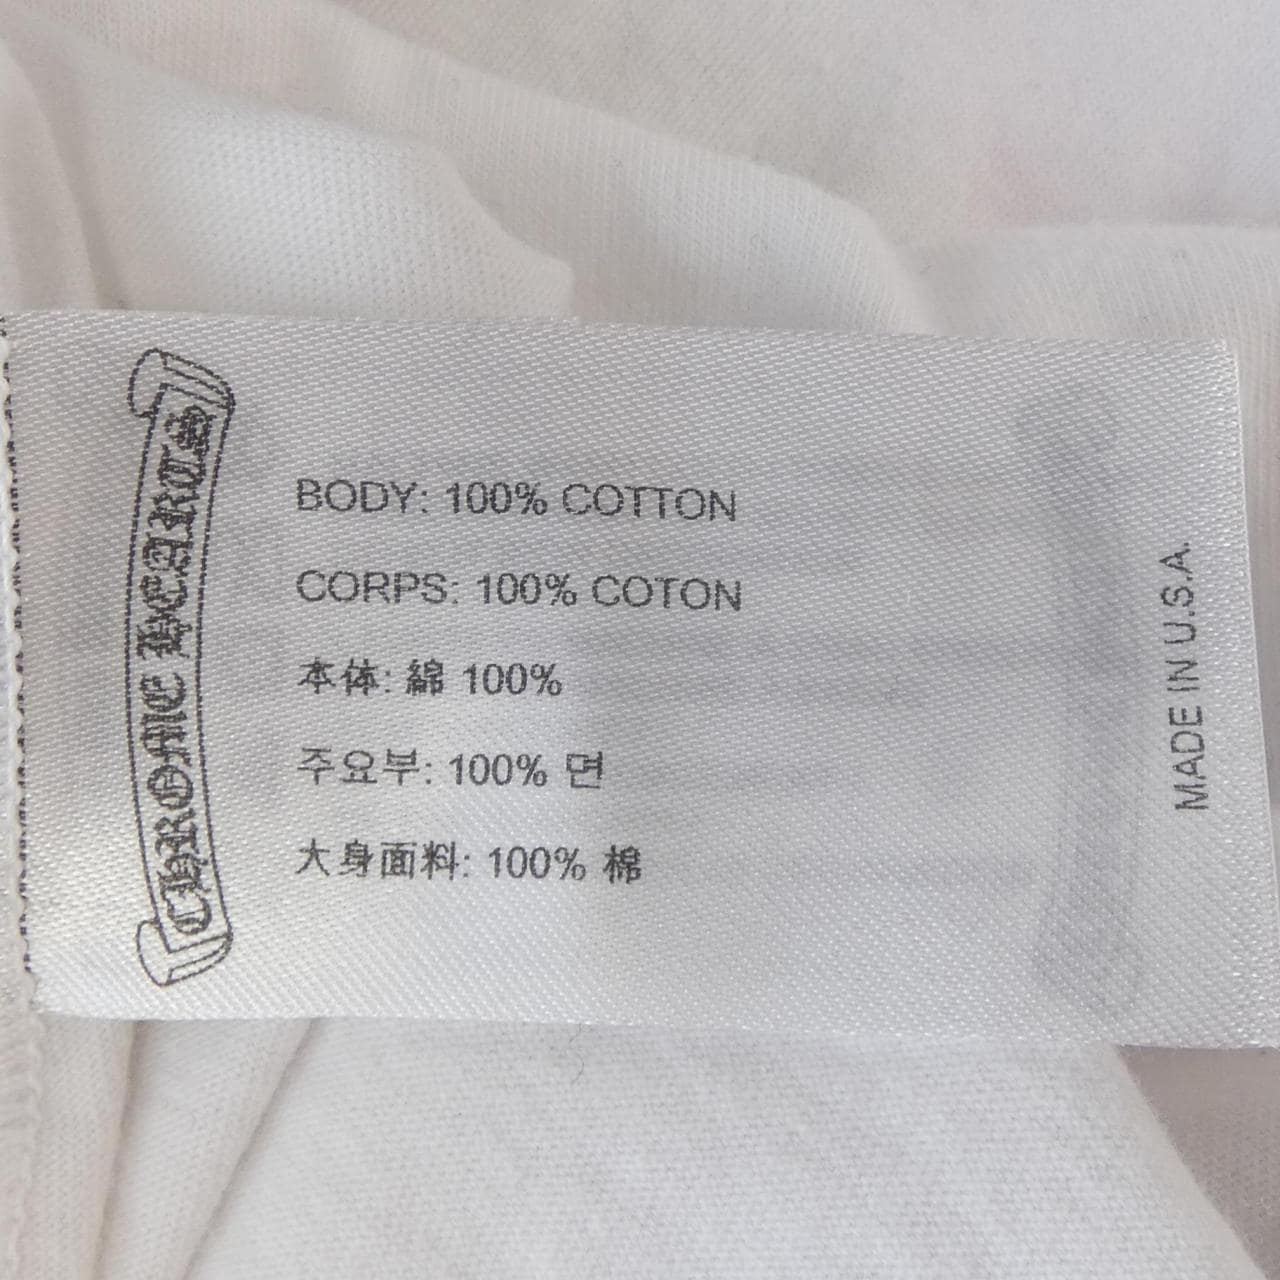 CHROME HEARTS
BODY: 100% COTTON
CORPS: 100% COTON
本体: 綿 100%
주요부: 100% 면
大身面料: 100% 棉
MADE IN U.S.A.